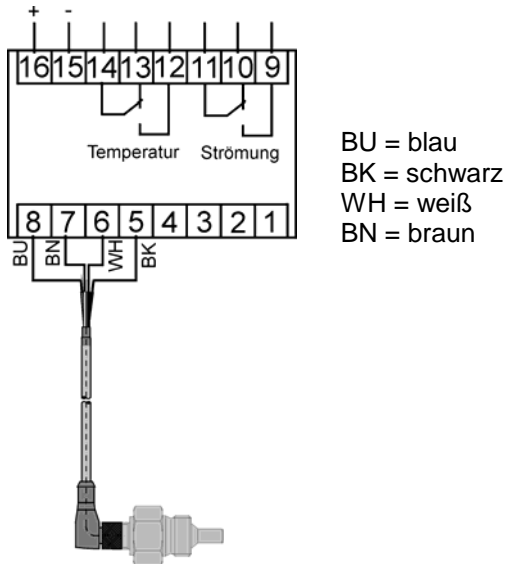 + -
16 15 14 13 12 11 10 9
Temperatur Strömung
8 7 6 5 4 3 2 1
BU BN WH BK
BU = blau
BK = schwarz
WH = weiß
BN = braun